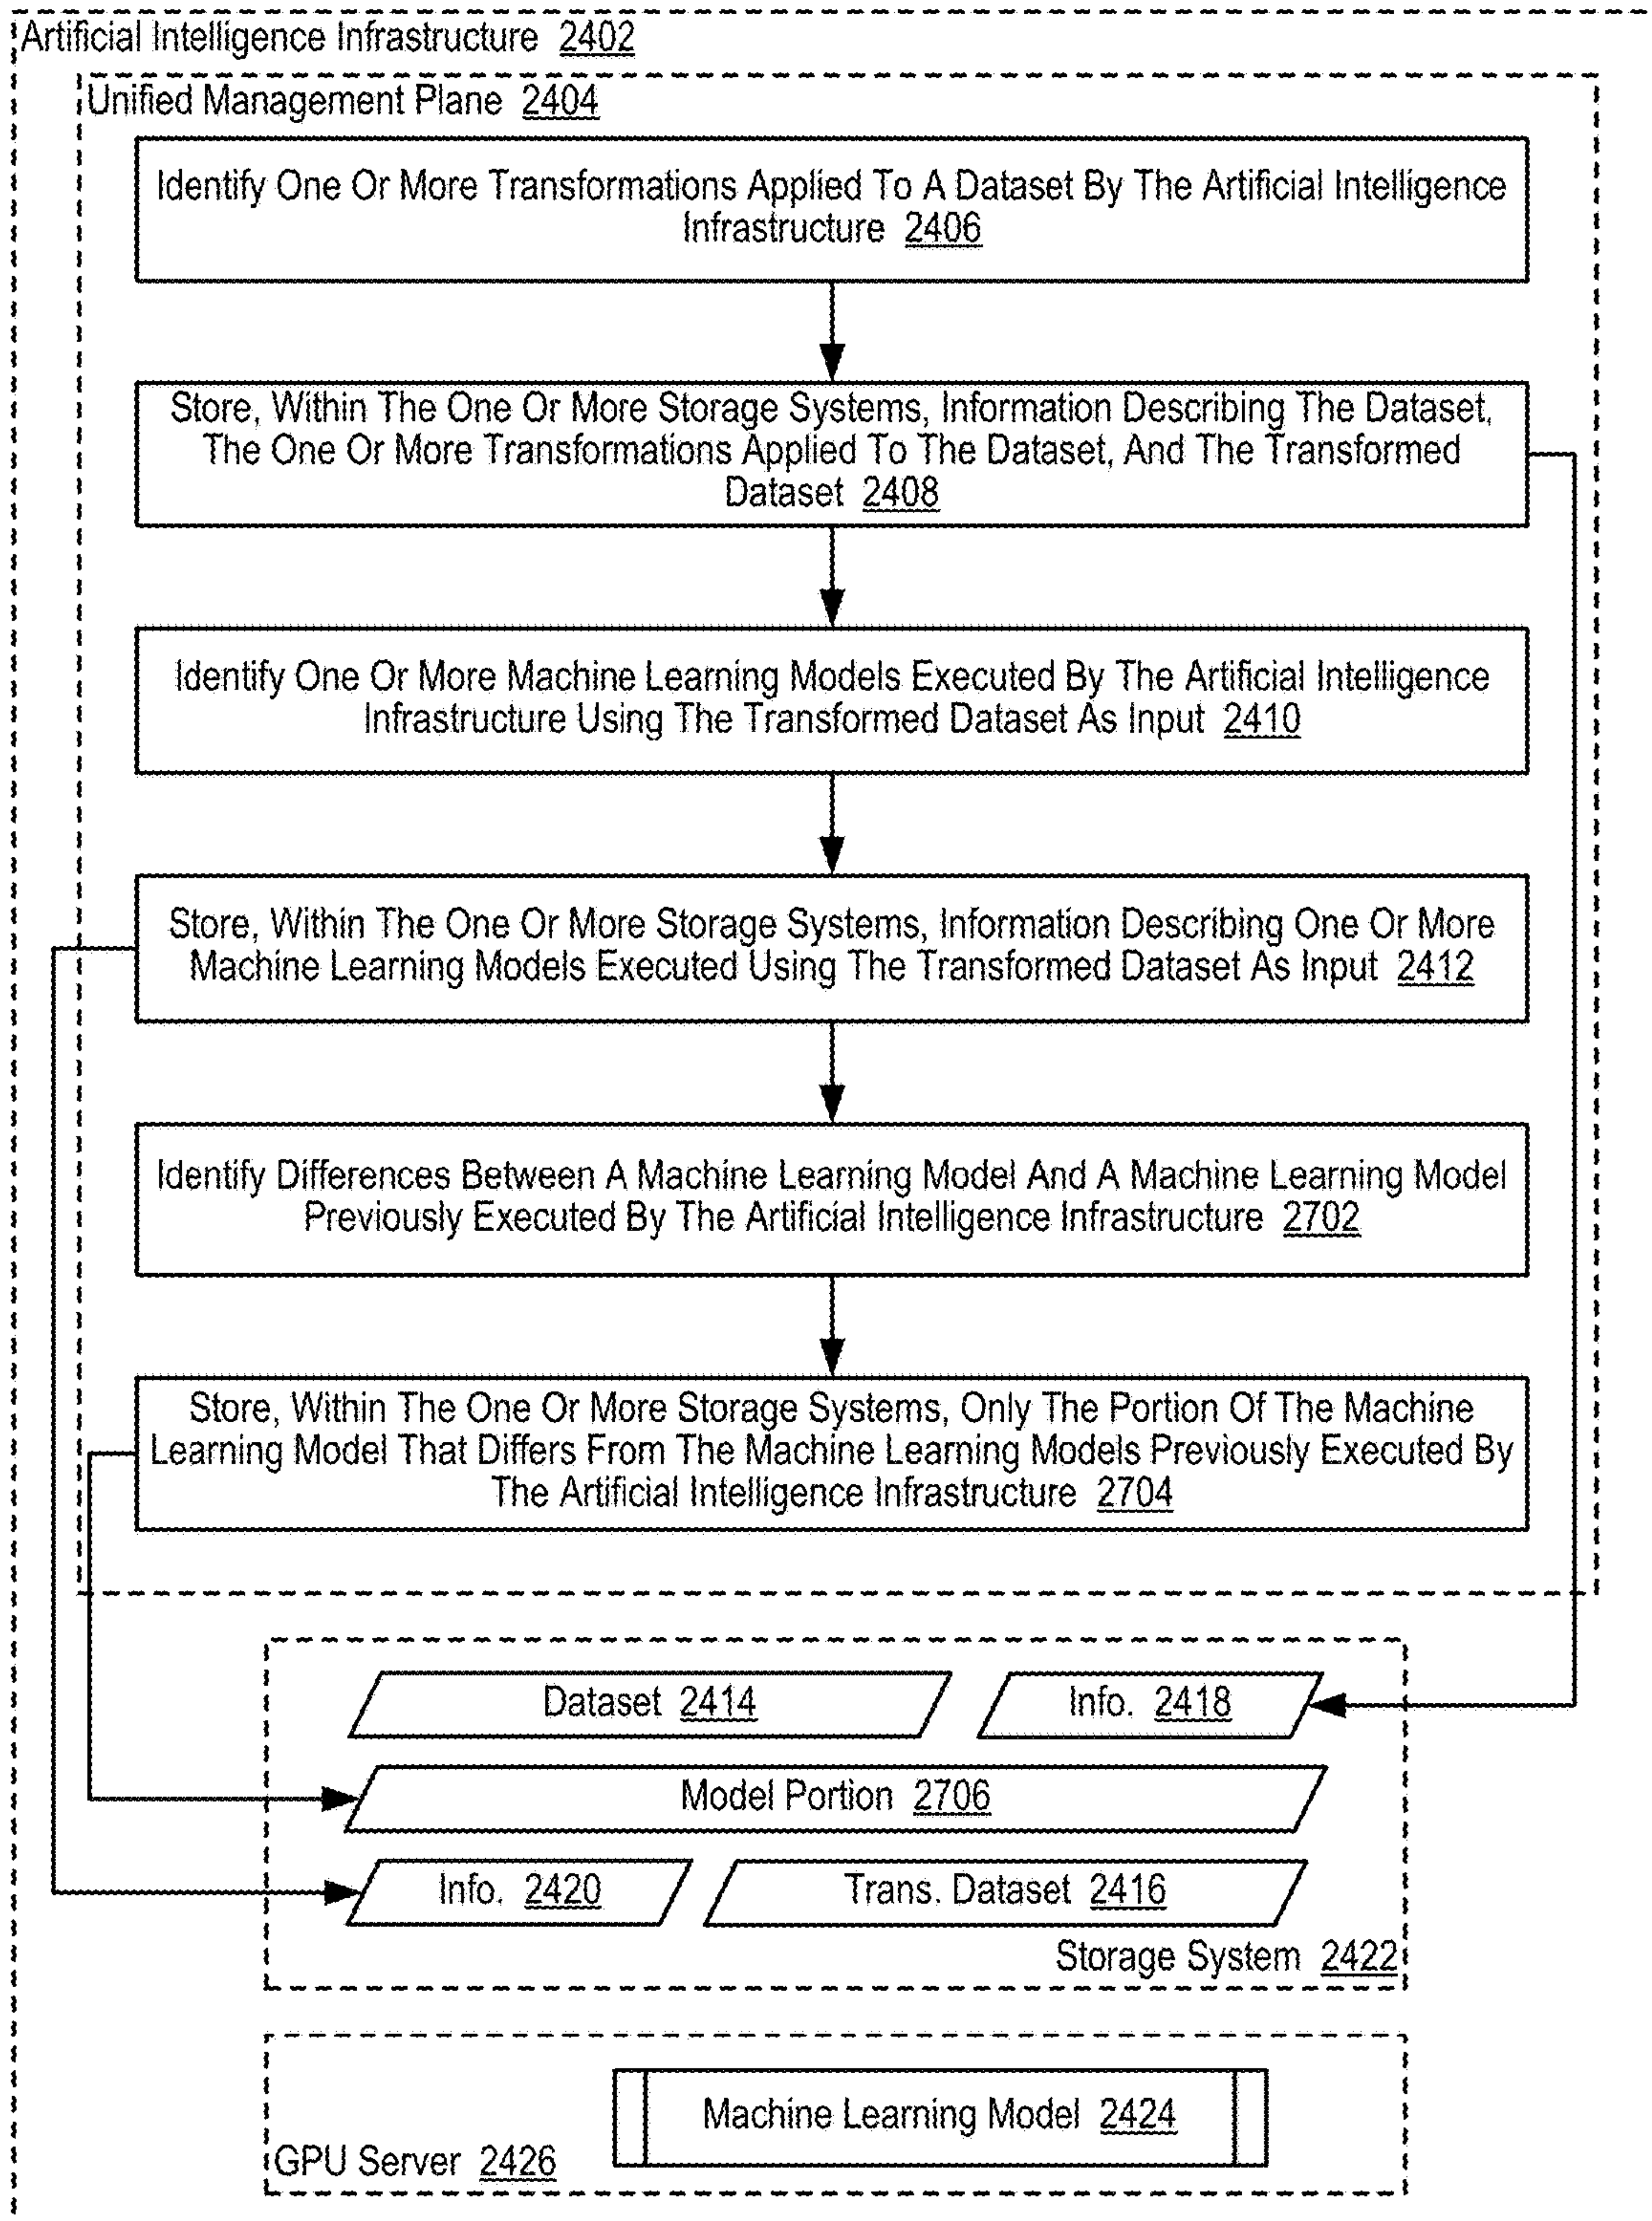 Artificial Intelligence Infrastructure 2402
Unified Management Plane 2404
Identify One Or More Transformations Applied To A Dataset By The Artificial Intelligence
Infrastructure 2406
Store, Within The One Or More Storage Systems, Information Describing The Dataset,
The One Or More Transformations Applied To The Dataset, And The Transformed
Dataset 2408
Identify One Or More Machine Learning Models Executed By The Artificial Intelligence
Infrastructure Using The Transformed Dataset As Input 2410
Store, Within The One Or More Storage Systems, Information Describing One Or More
Machine Learning Models Executed Using The Transformed Dataset As Input 2412
Identify Differences Between A Machine Learning Model And A Machine Learning Model
Previously Executed By The Artificial Intelligence Infrastructure 2702
Store, Within The One Or More Storage Systems, Only The Portion Of The Machine
Learning Model That Differs From The Machine Learning Models Previously Executed By
The Artificial Intelligence Infrastructure 2704
Dataset 2414
Info. 2418
Model Portion 2706
Info. 2420
Trans. Dataset 2416
Storage System 2422
Machine Learning Model 2424
GPU Server 2426